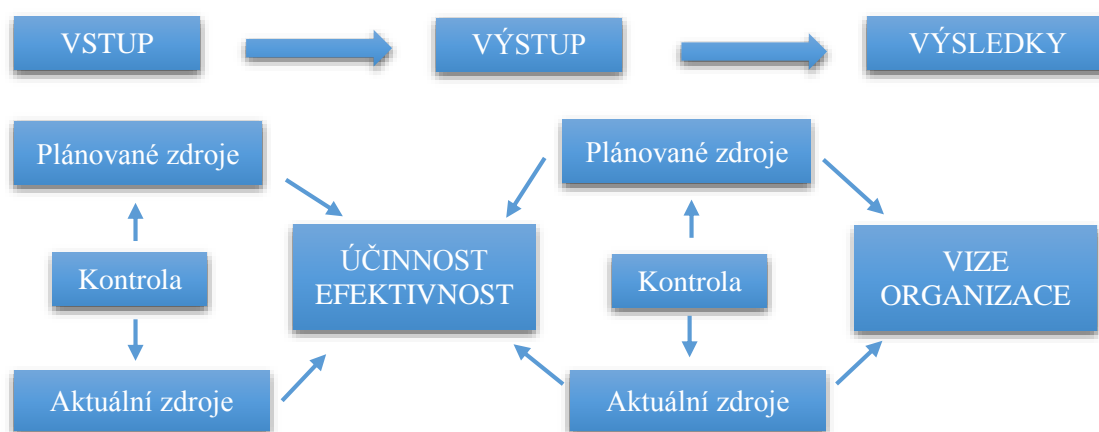 VSTUP
VÝSTUP
VÝSLEDKY
Plánované zdroje
Plánované zdroje
Kontrola
ÚČINNOST
EFEKTIVNOST
Kontrola
VIZE
ORGANIZACE
Aktuální zdroje
Aktuální zdroje